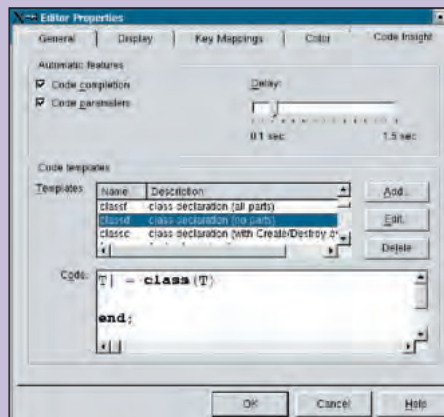 Editor Properties
General Display Key Mappings Color Code Insight
Automatic features
Code completion
Code parameters
Delay:
0.1 sec 1.5 sec
Code templates
Templates:
Name Description
classf class declaration (all parts)
classd class declaration (no parts)
classc class declaration (with Create/Destroy
Add...
Edit...
Delete
Code:
T| = class(T)
end;
OK Cancel Help